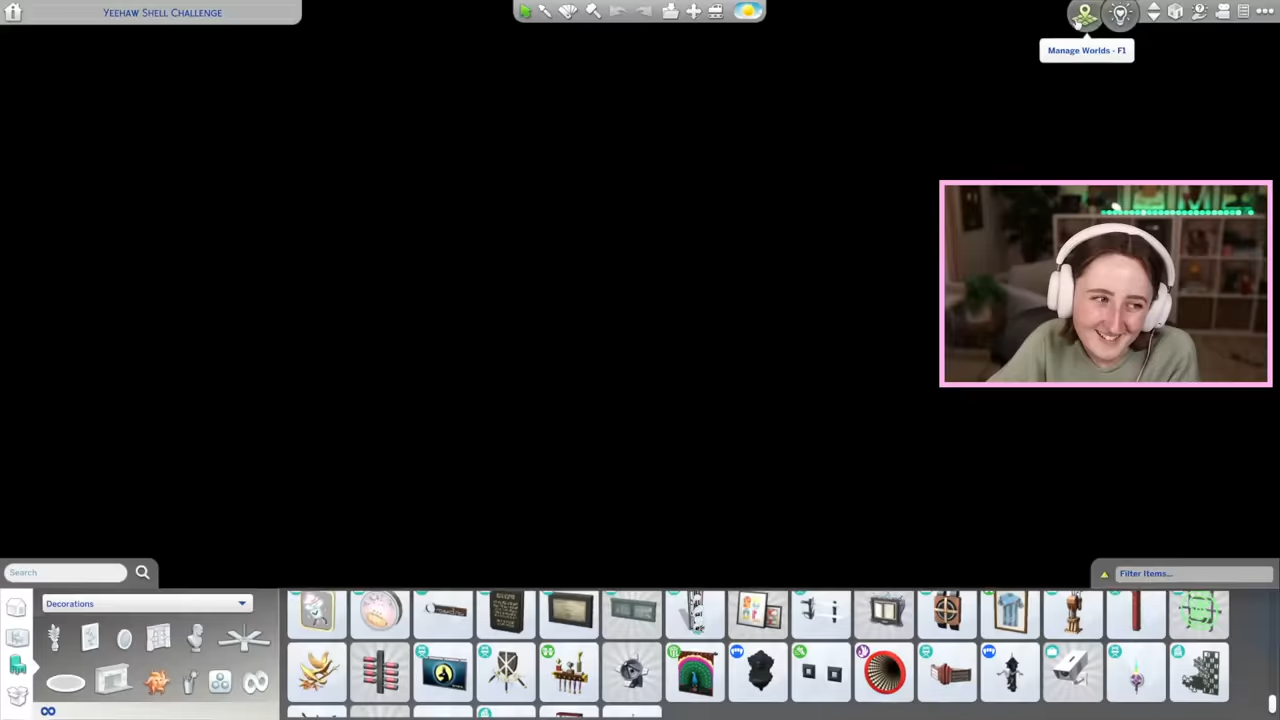 Yeehaw Shell Challenge
Manage Worlds - F1
Search
Filter Items...
Decorations